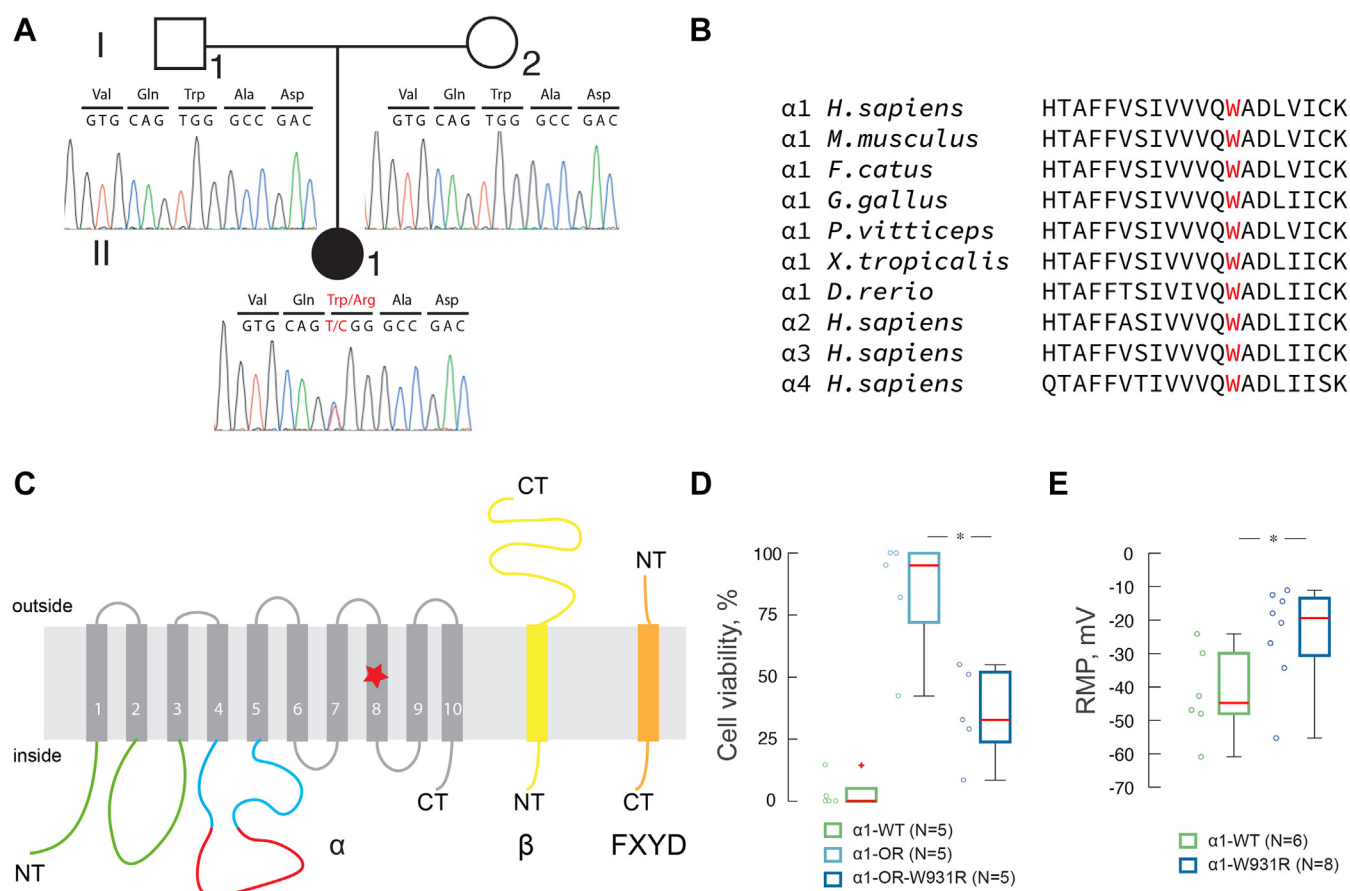 A
I
1
2
Val Gln Trp Ala Asp
GTG CAG TGG GCC GAC
Val Gln Trp Ala Asp
GTG CAG TGG GCC GAC
II
1
Val Gln Trp/Arg Ala Asp
GTG CAG T/CGG GCC GAC
B
α1 H.sapiens HTAFFVSIVVVQWADLVICK
α1 M.musculus HTAFFVSIVVVQWADLVICK
α1 F.catus HTAFFVSIVVVQWADLVICK
α1 G.gallus HTAFFVSIVVVQWADLIICK
α1 P.vitticeps HTAFFVSIVVVQWADLVICK
α1 X.tropicalis HTAFFVSIVVVQWADLIICK
α1 D.rerio HTAFFTSIVIVQWADLIICK
α2 H.sapiens HTAFFASIVVVQWADLIICK
α3 H.sapiens HTAFFVSIVVVQWADLIICK
α4 H.sapiens QTAFFVTIVVVQWADLIISK
C
outside
inside
1 2 3 4 5 6 7 8 9 10
NT
CT
α
CT
NT
β
NT
CT
FXYD
D
Cell viability, %
100
75
50
25
0
*
α1-WT (N=5)
α1-OR (N=5)
α1-OR-W931R (N=5)
E
RMP, mV
0
-10
-20
-30
-40
-50
-60
-70
*
α1-WT (N=6)
α1-W931R (N=8)